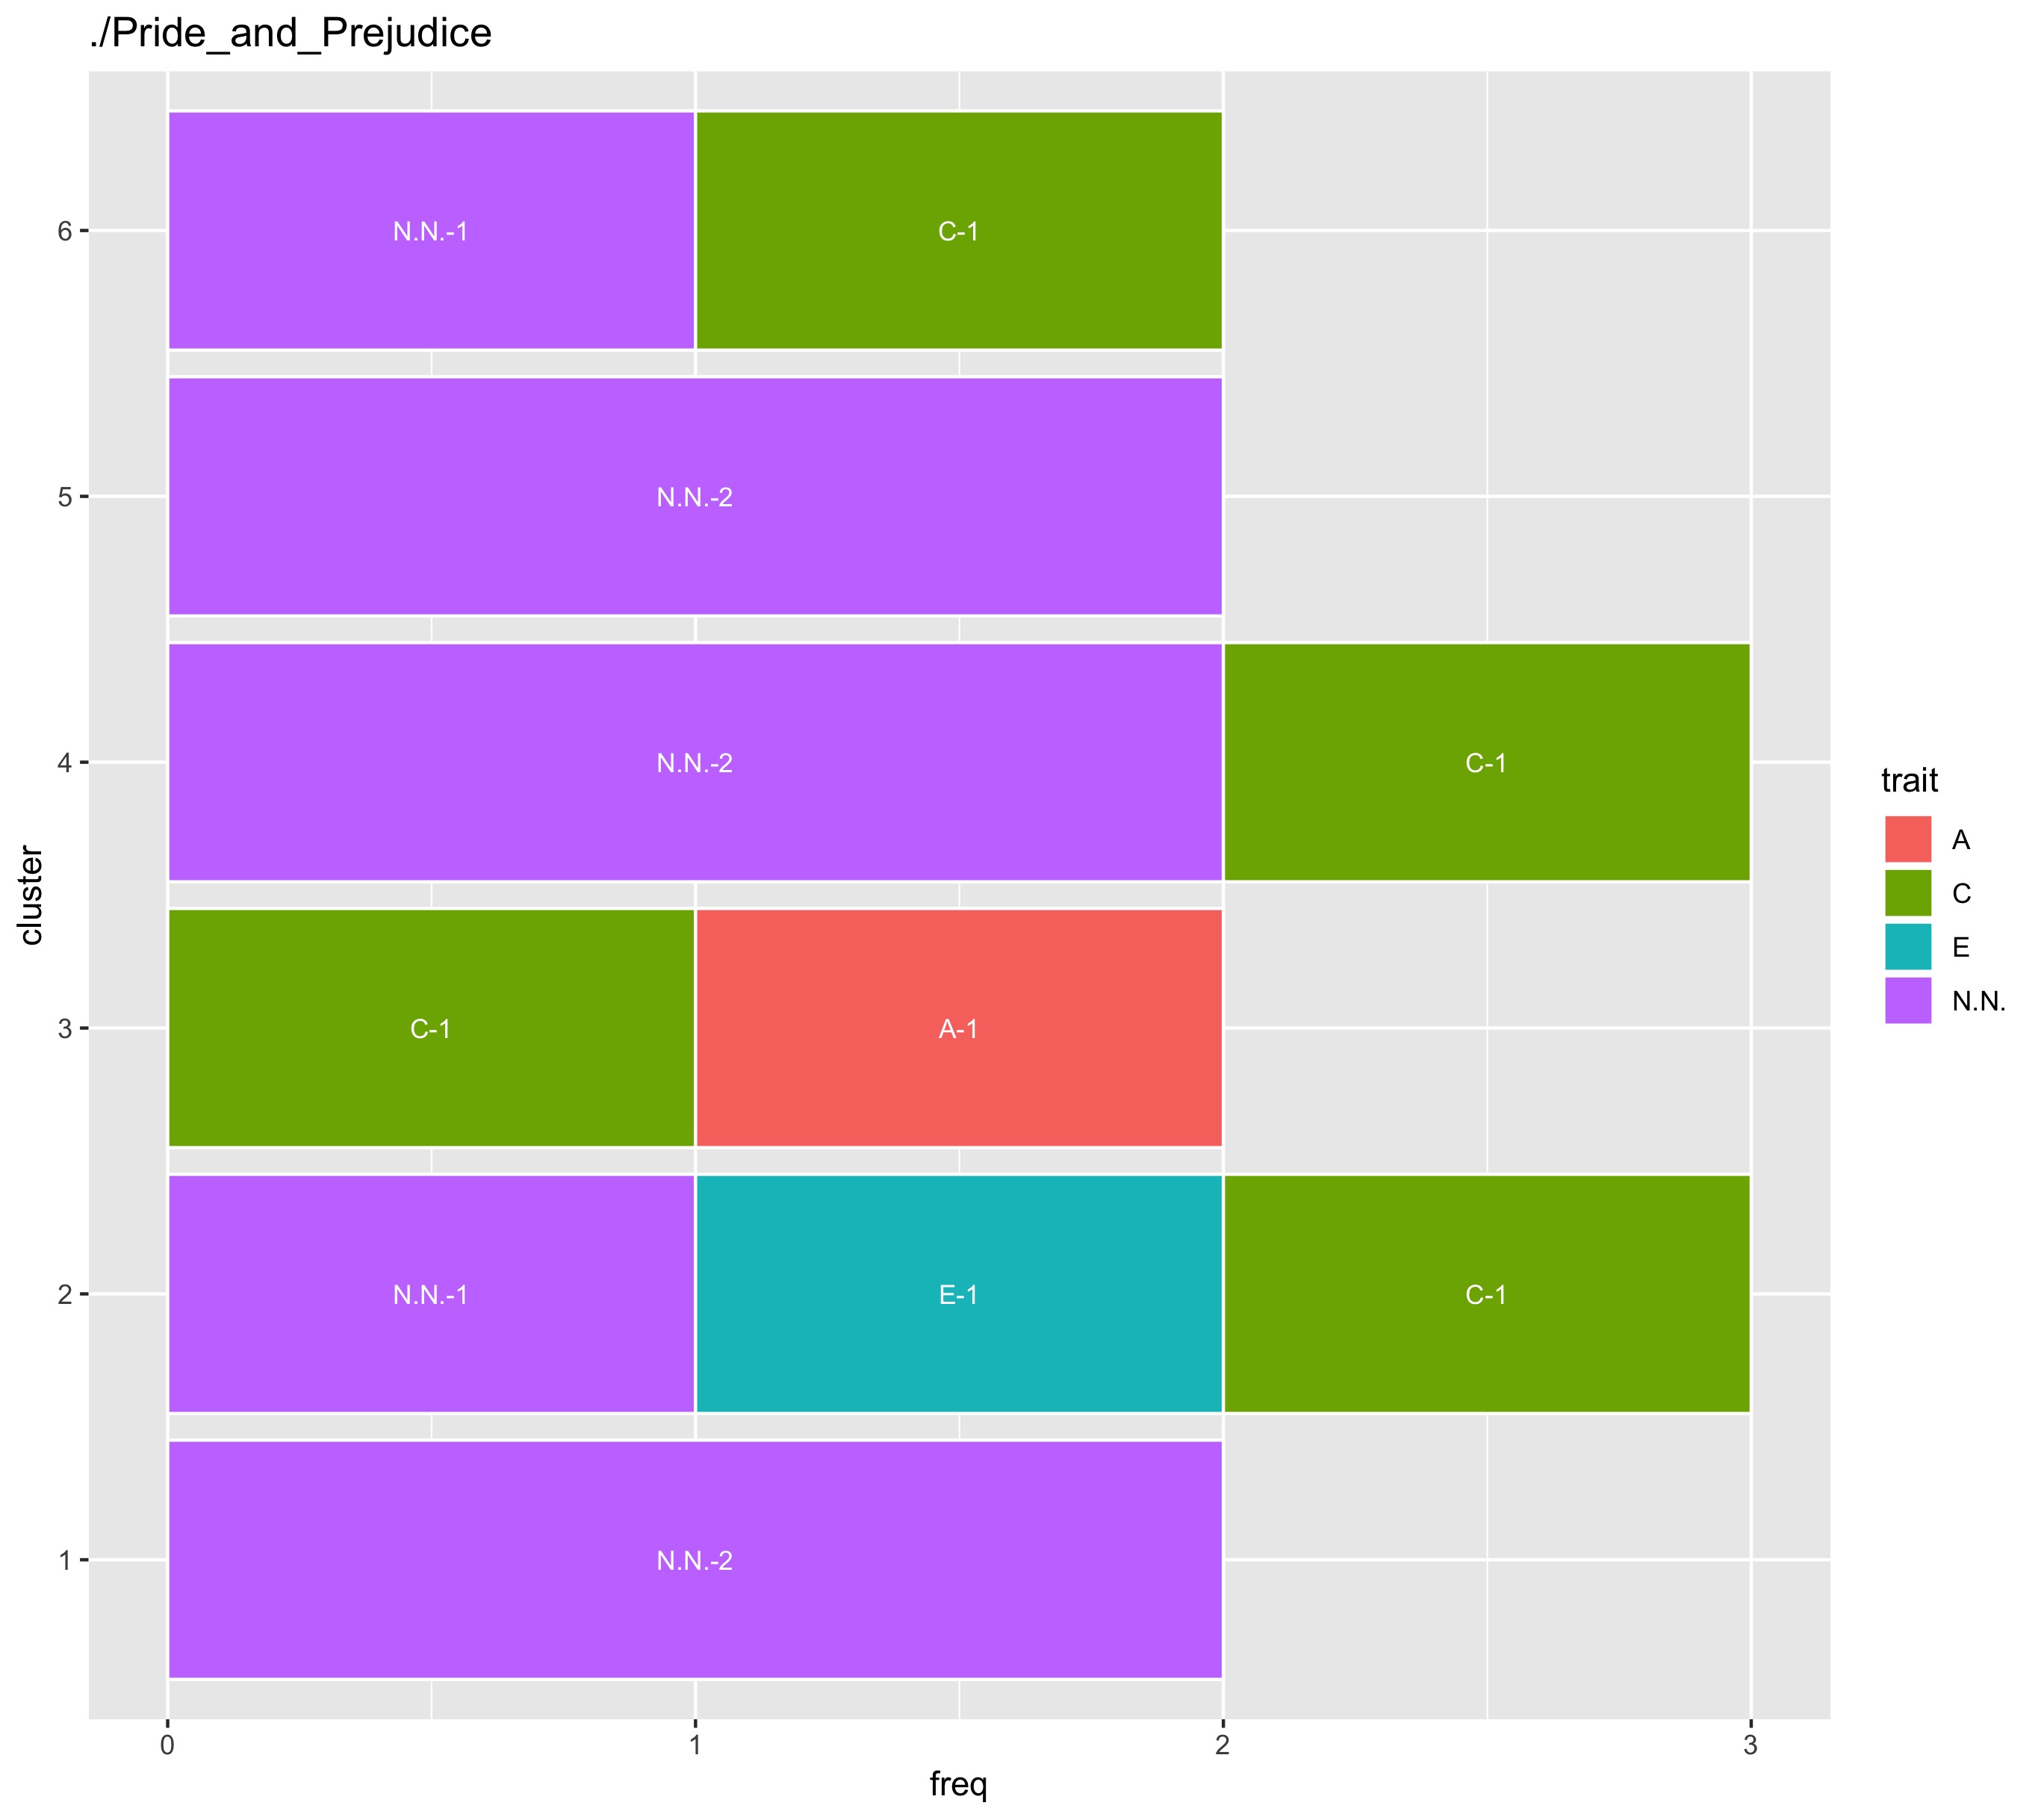 ./Pride_and_Prejudice
6
N.N.-1
C-1
5
N.N.-2
4
N.N.-2
C-1
3
C-1
A-1
2
N.N.-1
E-1
C-1
1
N.N.-2
0
1
2
3
freq
cluster
trait
A
C
E
N.N.